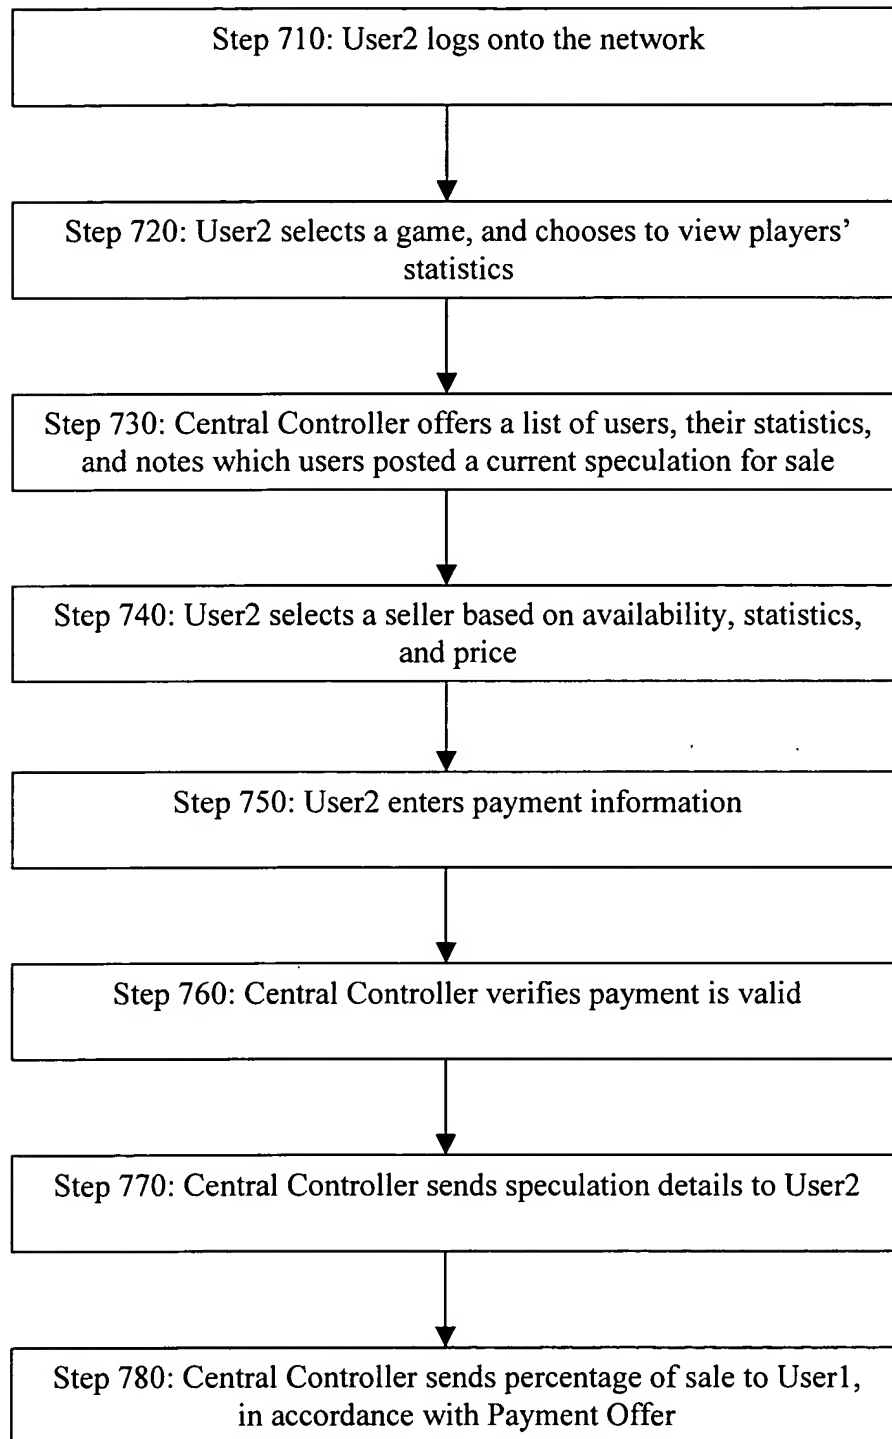 Step 710: User2 logs onto the network
Step 720: User2 selects a game, and chooses to view players’
statistics
Step 730: Central Controller offers a list of users, their statistics,
and notes which users posted a current speculation for sale
Step 740: User2 selects a seller based on availability, statistics,
and price
Step 750: User2 enters payment information
Step 760: Central Controller verifies payment is valid
Step 770: Central Controller sends speculation details to User2
Step 780: Central Controller sends percentage of sale to User1,
in accordance with Payment Offer